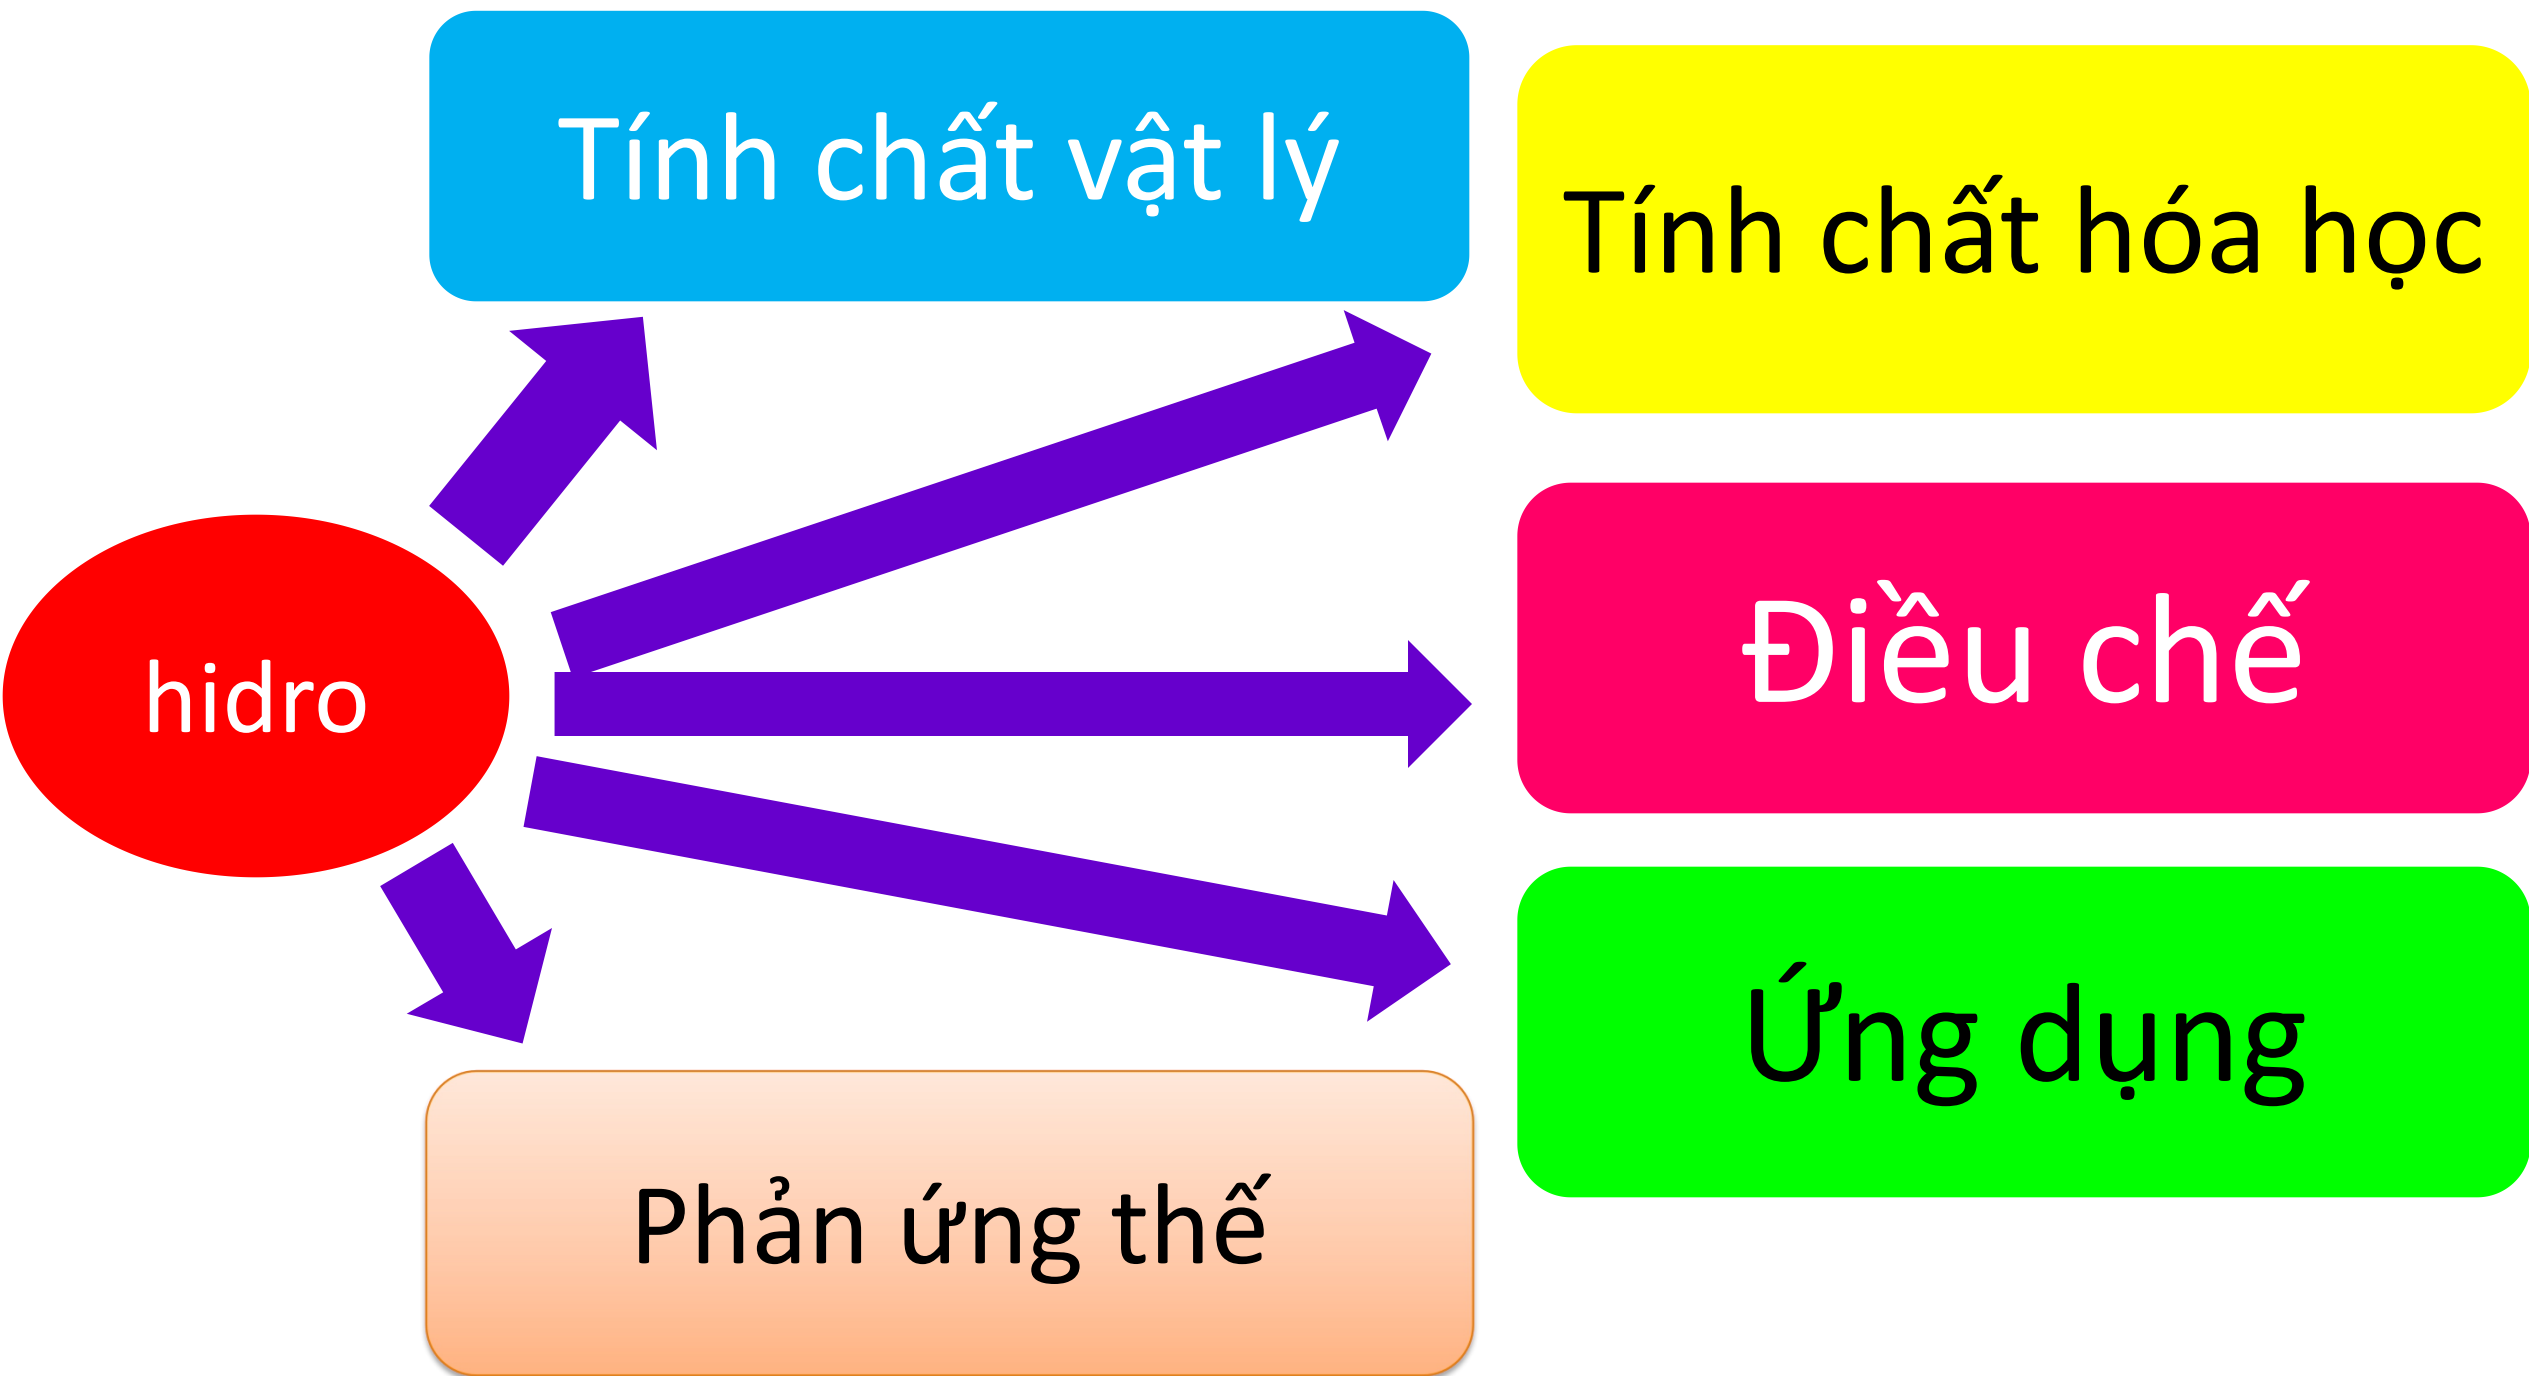 Tính chất vật lý
Tính chất hóa học
hidro
Điều chế
Ứng dụng
Phản ứng thế